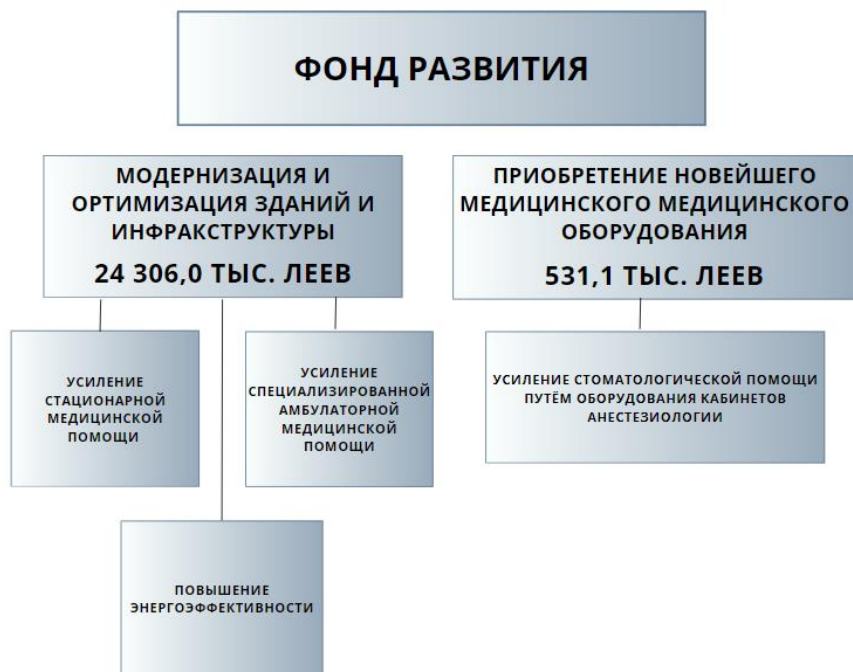 ФОНД РАЗВИТИЯ
МОДЕРНИЗАЦИЯ И
ОРТИМИЗАЦИЯ ЗДАНИЙ И
ИНФРАКСТРУКТУРЫ
24 306,0 ТЫС. ЛЕЕВ
ПРИОБРЕТЕНИЕ НОВЕЙШЕГО
МЕДИЦИНСКОГО МЕДИЦИНСКОГО
ОБОРУДОВАНИЯ
531,1 ТЫС. ЛЕЕВ
УСИЛЕНИЕ
СТАЦИОНАРНОЙ
МЕДИЦИНСКОЙ
ПОМОЩИ
УСИЛЕНИЕ
СПЕЦИАЛИЗИРОВАННОЙ
АМБУЛАТОРНОЙ
МЕДИЦИНСКОЙ
ПОМОЩИ
УСИЛЕНИЕ СТОМАТОЛОГИЧЕСКОЙ ПОМОЩИ
ПУТЁМ ОБОРУДОВАНИЯ КАБИНЕТОВ
АНЕСТЕЗИОЛОГИИ
ПОВЫШЕНИЕ
ЭНЕРГОЭФФЕКТИВНОСТИ